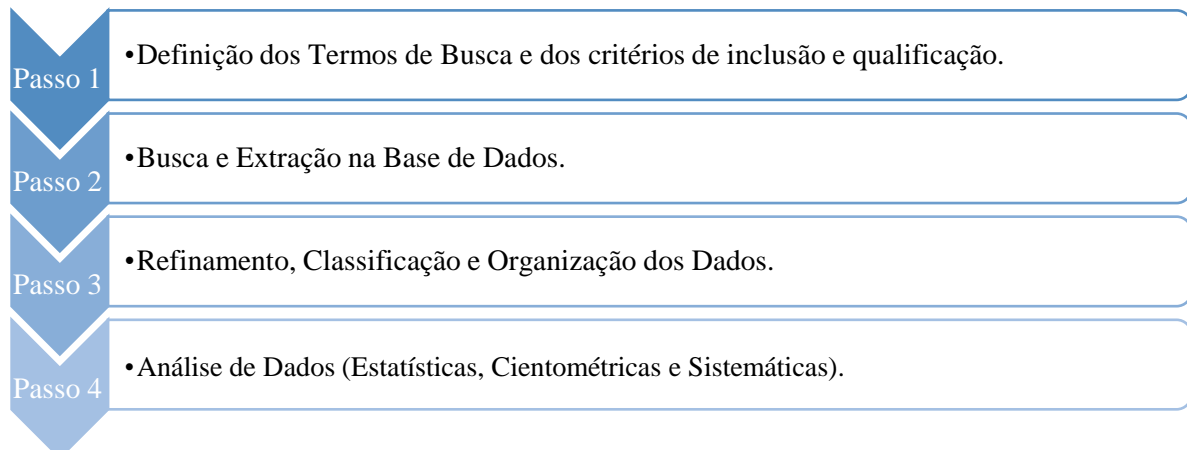 Passo 1
•Definição dos Termos de Busca e dos critérios de inclusão e qualificação.
Passo 2
•Busca e Extração na Base de Dados.
Passo 3
•Refinamento, Classificação e Organização dos Dados.
Passo 4
•Análise de Dados (Estatísticas, Cientométricas e Sistemáticas).